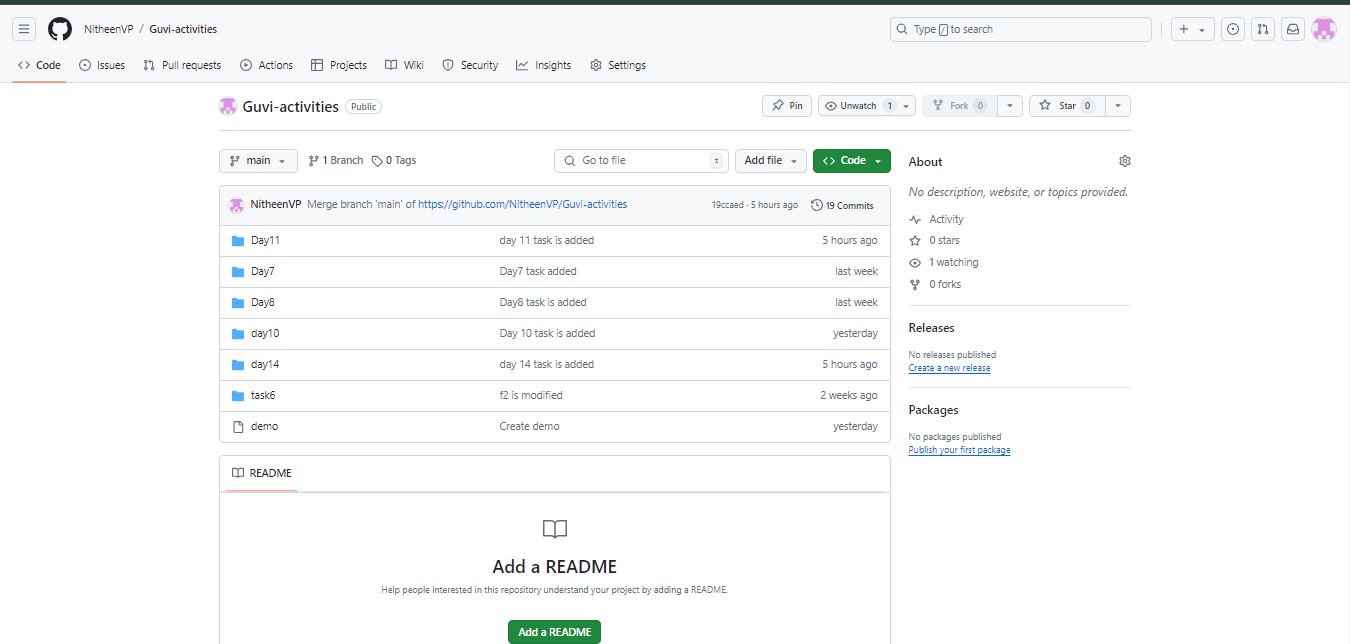 NitheenVP / Guvi-activities
Type / to search
Code Issues Pull requests Actions Projects Wiki Security Insights Settings
Guvi-activities Public
Pin Unwatch 1 Fork 0 Star 0
main 1 Branch 0 Tags Go to file t Add file Code
NitheenVP Merge branch 'main' of https://github.com/NitheenVP/Guvi-activities 19ccaed · 5 hours ago 19 Commits
Day11 day 11 task is added 5 hours ago
Day7 Day7 task added last week
Day8 Day8 task is added last week
day10 Day 10 task is added yesterday
day14 day 14 task is added 5 hours ago
task6 f2 is modified 2 weeks ago
demo Create demo yesterday
README
Add a README
Help people interested in this repository understand your project by adding a README.
Add a README
About
No description, website, or topics provided.
Activity
0 stars
1 watching
0 forks
Releases
No releases published
Create a new release
Packages
No packages published
Publish your first package